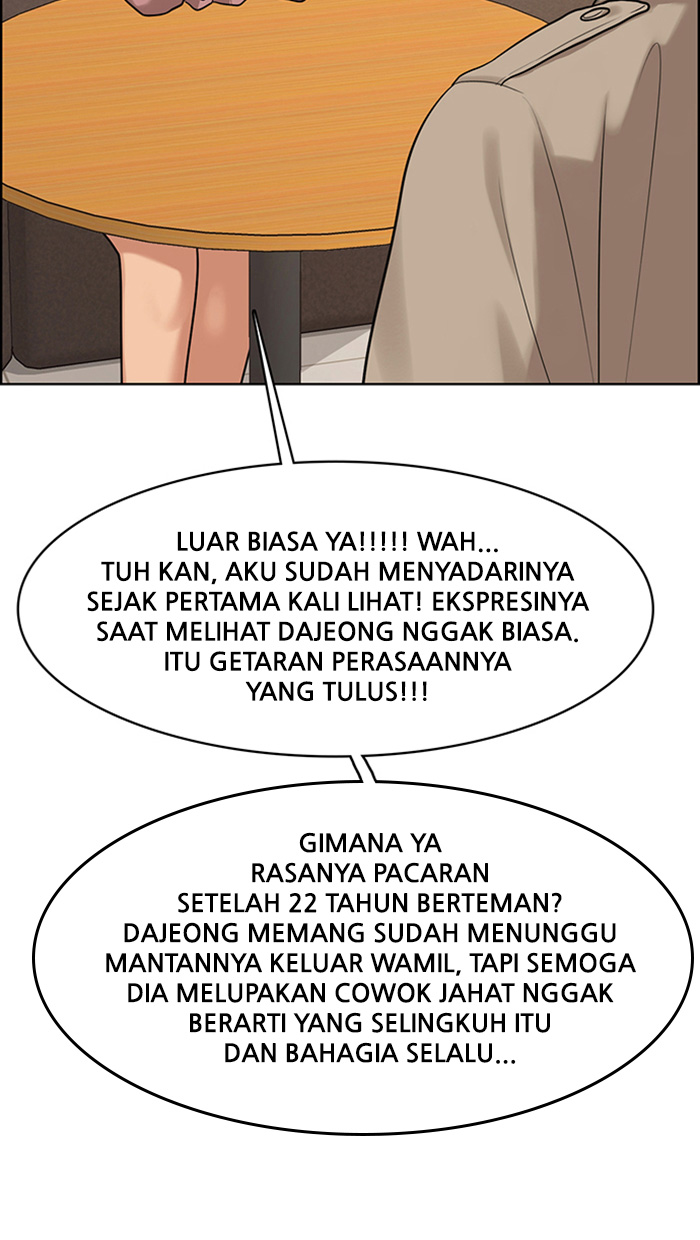 LUAR BIASA YA!!!!! WAH...
TUH KAN, AKU SUDAH MENYADARINYA
SEJAK PERTAMA KALI LIHAT! EKSPRESINYA
SAAT MELIHAT DAJEONG NGGAK BIASA.
ITU GETARAN PERASAANNYA
YANG TULUS!!!
GIMANA YA
RASANYA PACARAN
SETELAH 22 TAHUN BERTEMAN?
DAJEONG MEMANG SUDAH MENUNGGU
MANTANNYA KELUAR WAMIL, TAPI SEMOGA
DIA MELUPAKAN COWOK JAHAT NGGAK
BERARTI YANG SELINGKUH ITU
DAN BAHAGIA SELALU...